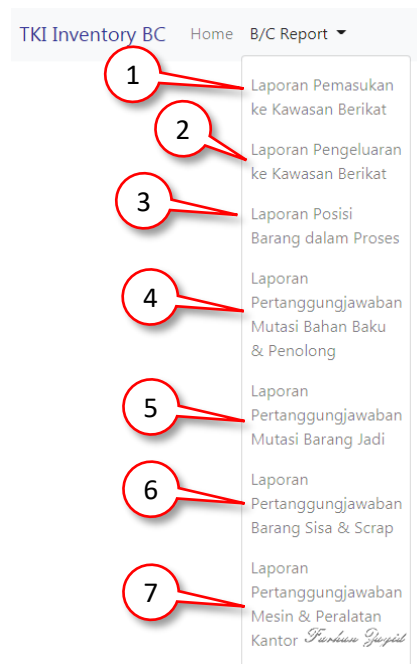 TKI Inventory BC Home B/C Report
1
Laporan Pemasukan
ke Kawasan Berikat
2
Laporan Pengeluaran
ke Kawasan Berikat
3
Laporan Posisi
Barang dalam Proses
4
Laporan
Pertanggungjawaban
Mutasi Bahan Baku
& Penolong
5
Laporan
Pertanggungjawaban
Mutasi Barang Jadi
6
Laporan
Pertanggungjawaban
Barang Sisa & Scrap
7
Laporan
Pertanggungjawaban
Mesin & Peralatan
Kantor